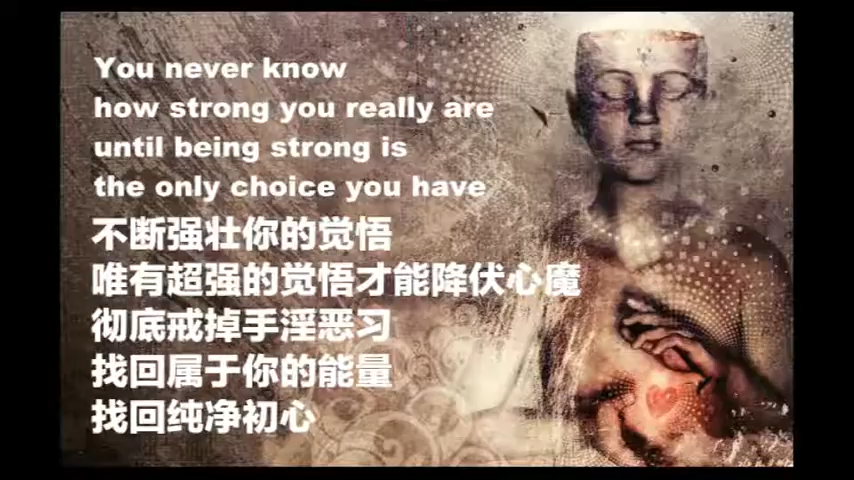 You never know
how strong you really are
until being strong is
the only choice you have
不断强壮你的觉悟
唯有超强的觉悟才能降伏心魔
彻底戒掉手淫恶习
找回属于你的能量
找回纯净初心